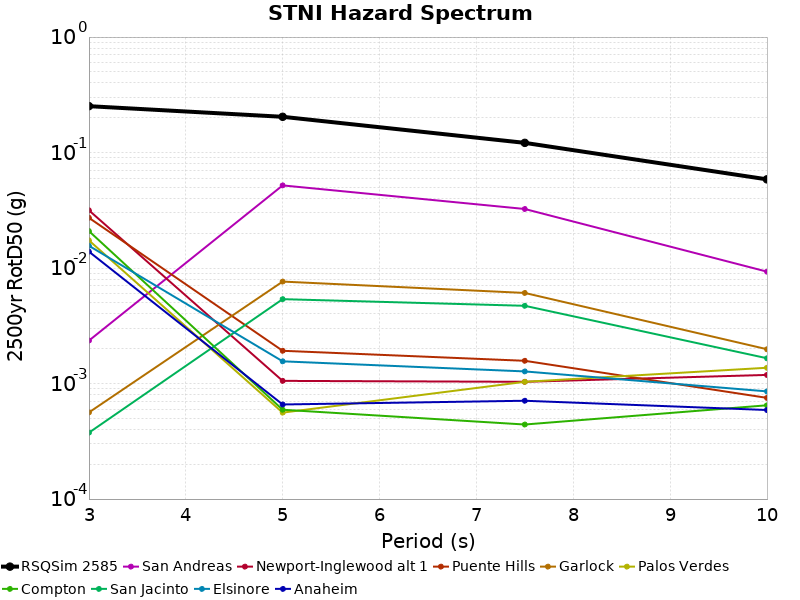 STNI Hazard Spectrum
10^0
10^-1
10^-2
10^-3
10^-4
2500yr RotD50 (g)
3 4 5 6 7 8 9 10
Period (s)
RSQSim 2585 San Andreas Newport-Inglewood alt 1 Puente Hills Garlock Palos Verdes
Compton San Jacinto Elsinore Anaheim